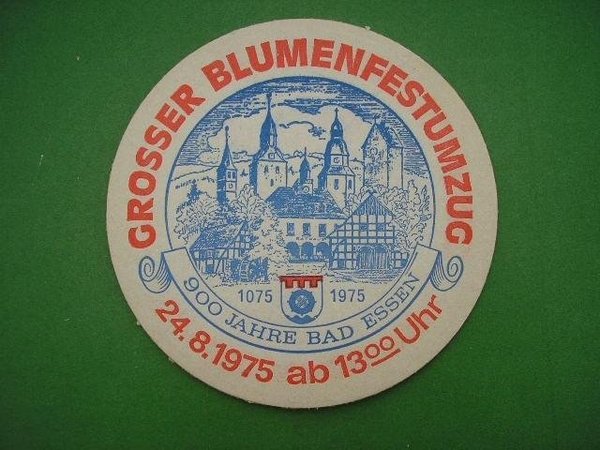 GROSSER BLUMENFESTUMZUG
1075 1975
900 JAHRE BAD ESSEN
24.8.1975 ab 13oo Uhr